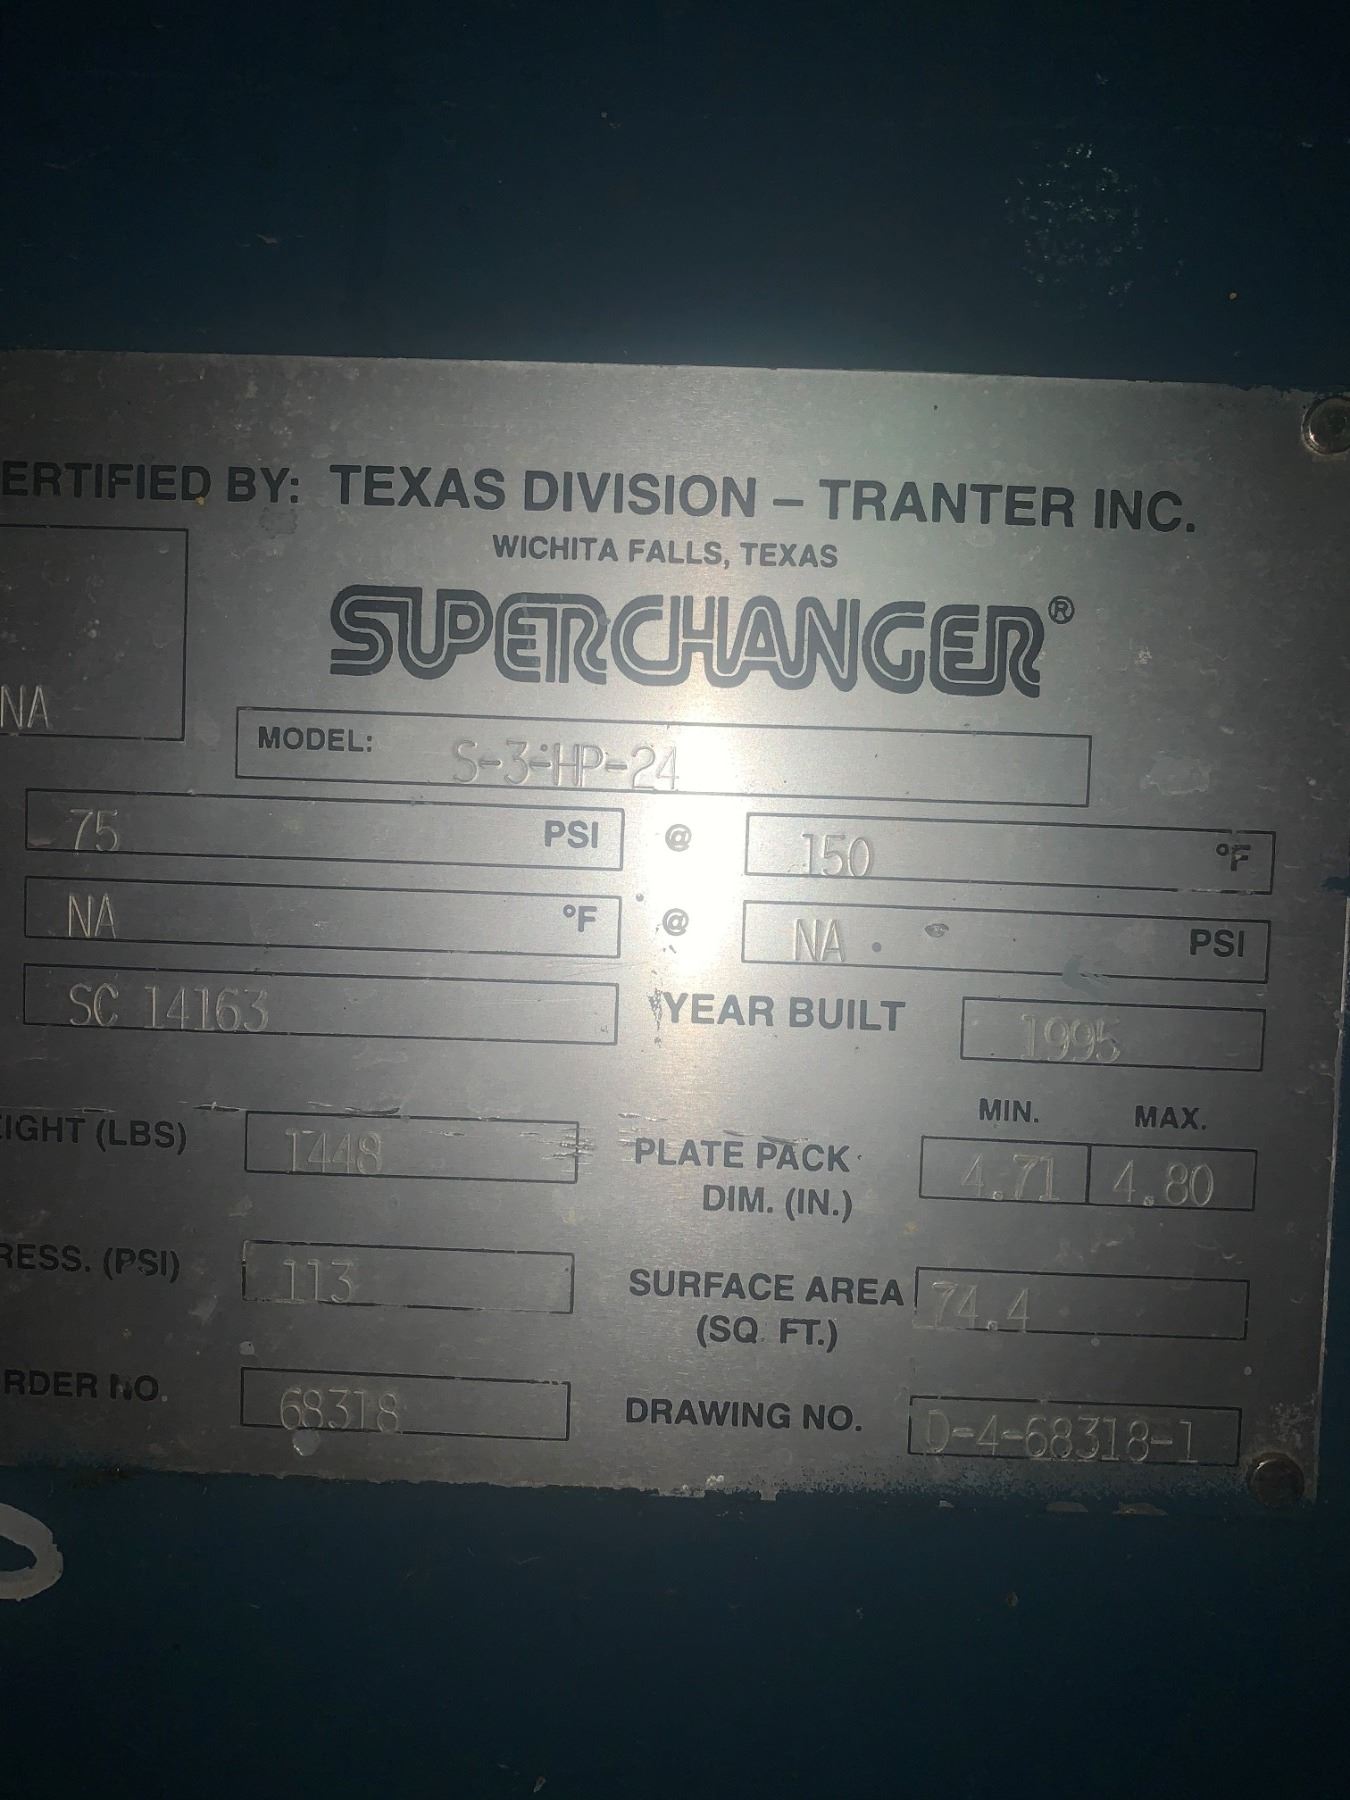 ERTIFIED BY: TEXAS DIVISION – TRANTER INC.
WICHITA FALLS, TEXAS
SUPERCHANGER®
NA
MODEL: S-3-HP-24
75 PSI @ 150 °F
NA °F @ NA PSI
SC 14163 YEAR BUILT 1995
MIN. MAX.
EIGHT (LBS) 1448 PLATE PACK 4.71 4.80
DIM. (IN.)
RESS. (PSI) 113 SURFACE AREA 74.4
(SQ. FT.)
RDER NO. 68318 DRAWING NO. D-4-68318-1